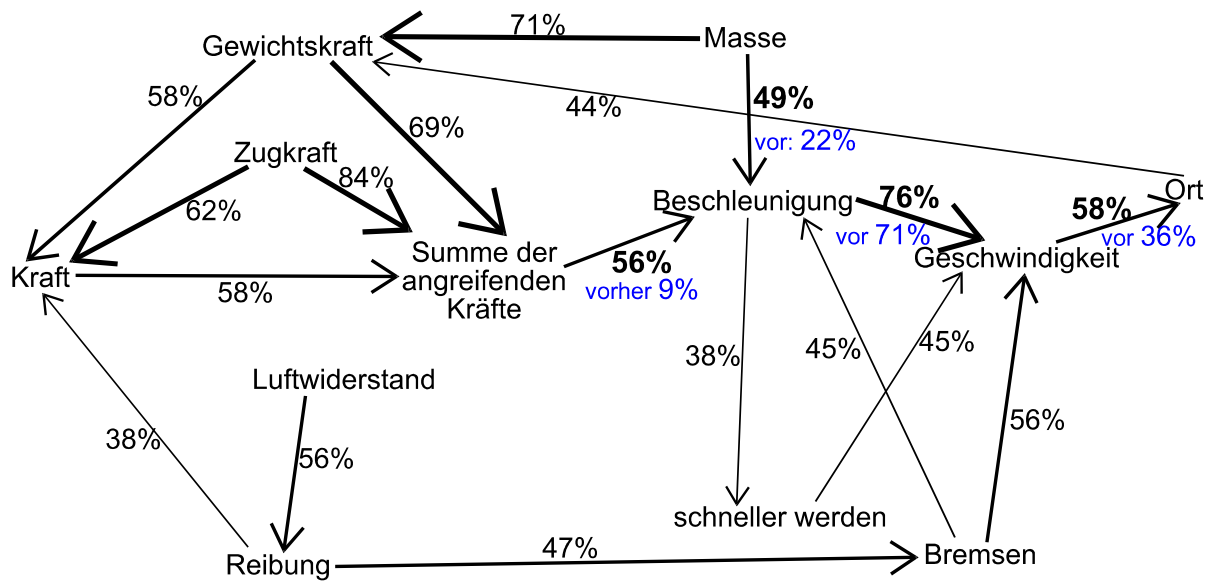 71%
Masse
Gewichtskraft
58%
49%
44%
69%
vor: 22%
Zugkraft
84%
62%
Beschleunigung
76%
Ort
58%
vor 71%
vor 36%
Summe der
angreifenden
Kräfte
56%
vorher 9%
Geschwindigkeit
Kraft
58%
38%
45%
45%
Luftwiderstand
56%
38%
56%
schneller werden
47%
Bremsen
Reibung